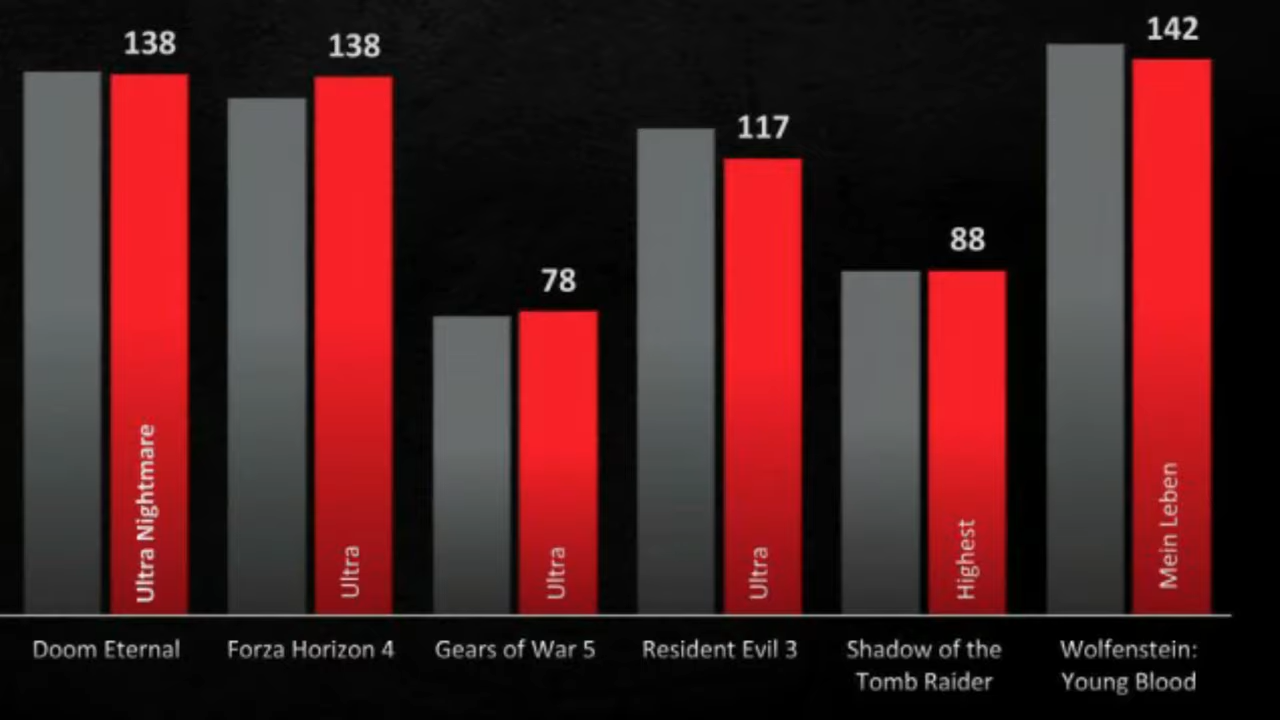 138
138
78
117
88
142
Ultra Nightmare
Ultra
Ultra
Ultra
Highest
Mein Leben
Doom Eternal
Forza Horizon 4
Gears of War 5
Resident Evil 3
Shadow of the
Tomb Raider
Wolfenstein:
Young Blood